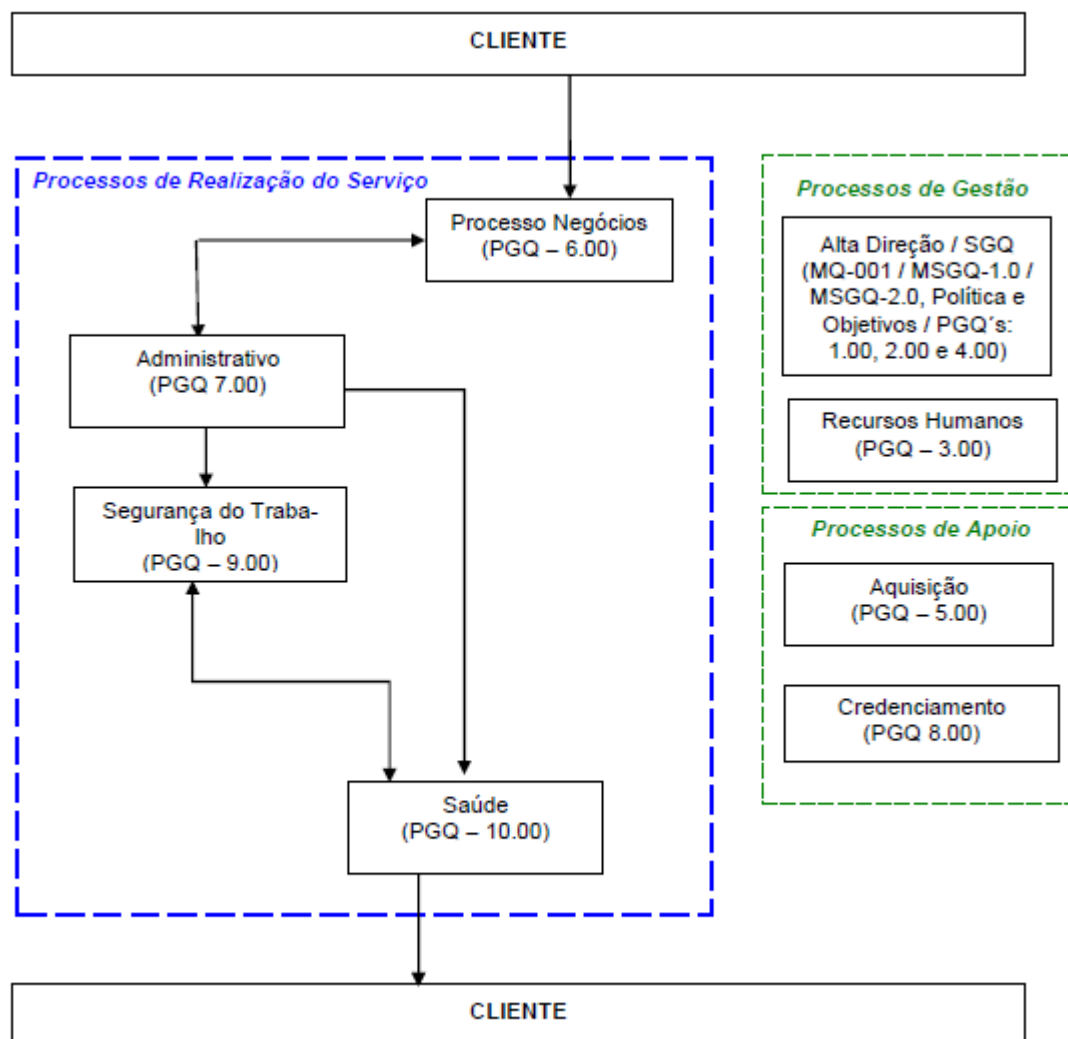 CLIENTE
Processos de Realização do Serviço
Processo Negócios
(PGQ – 6.00)
Administrativo
(PGQ 7.00)
Segurança do Traba-
lho
(PGQ – 9.00)
Saúde
(PGQ – 10.00)
Processos de Gestão
Alta Direção / SGQ
(MQ-001 / MSGQ-1.0 /
MSGQ-2.0, Política e
Objetivos / PGQ´s:
1.00, 2.00 e 4.00)
Recursos Humanos
(PGQ – 3.00)
Processos de Apoio
Aquisição
(PGQ – 5.00)
Credenciamento
(PGQ 8.00)
CLIENTE